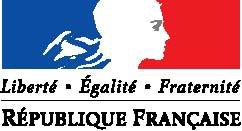 Liberté • Égalité • Fraternité
RÉPUBLIQUE FRANÇAISE